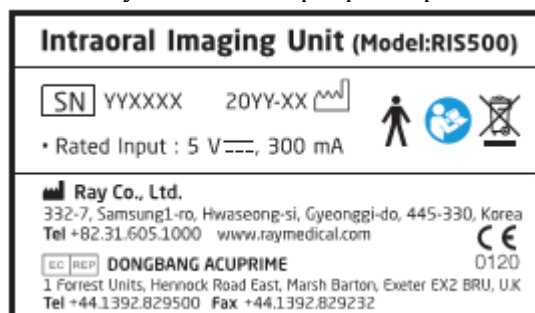 Intraoral Imaging Unit (Model:RIS500)
SN YYXXXX 20YY-XX
• Rated Input : 5 V, 300 mA
Ray Co., Ltd.
332-7, Samsung1-ro, Hwaseong-si, Gyeonggi-do, 445-330, Korea
Tel +82.31.605.1000 www.raymedical.com
CE
0120
EC REP DONGBANG ACUPRIME
1 Forrest Units, Hennock Road East, Marsh Barton, Exeter EX2 8RU, U.K
Tel +44.1392.829500 Fax +44.1392.829232